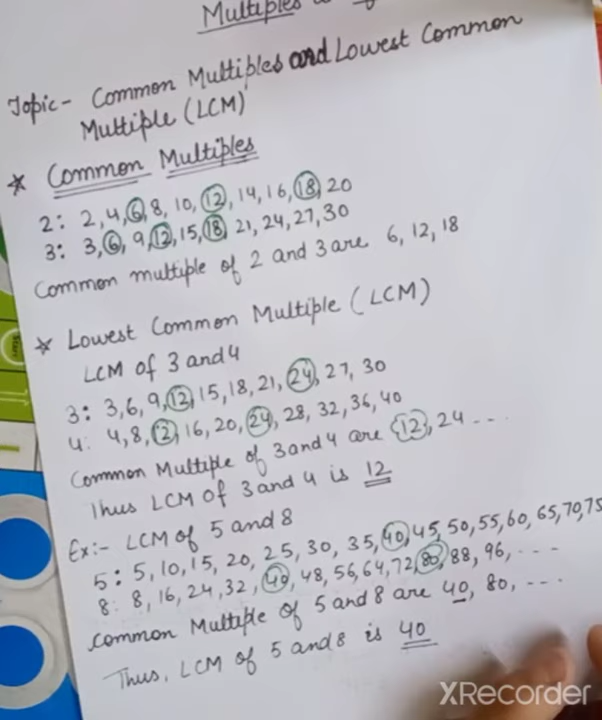 Multiples
Topic- Common Multiples and Lowest Common
Multiple (LCM)
* Common Multiples
2: 2, 4, 6, 8, 10, 12, 14, 16, 18, 20
3: 3, 6, 9, 12, 15, 18, 21, 24, 27, 30
Common multiple of 2 and 3 are 6, 12, 18
* Lowest Common Multiple (LCM)
LCM of 3 and 4
3: 3, 6, 9, 12, 15, 18, 21, 24, 27, 30
4: 4, 8, 12, 16, 20, 24, 28, 32, 36, 40
Common Multiple of 3 and 4 are 12, 24 ---
Thus LCM of 3 and 4 is 12
Ex:- LCM of 5 and 8
5: 5, 10, 15, 20, 25, 30, 35, 40, 45, 50, 55, 60, 65, 70, 75
8: 8, 16, 24, 32, 40, 48, 56, 64, 72, 80, 88, 96, ---
Common Multiple of 5 and 8 are 40, 80, ---
Thus, LCM of 5 and 8 is 40
XRecorder